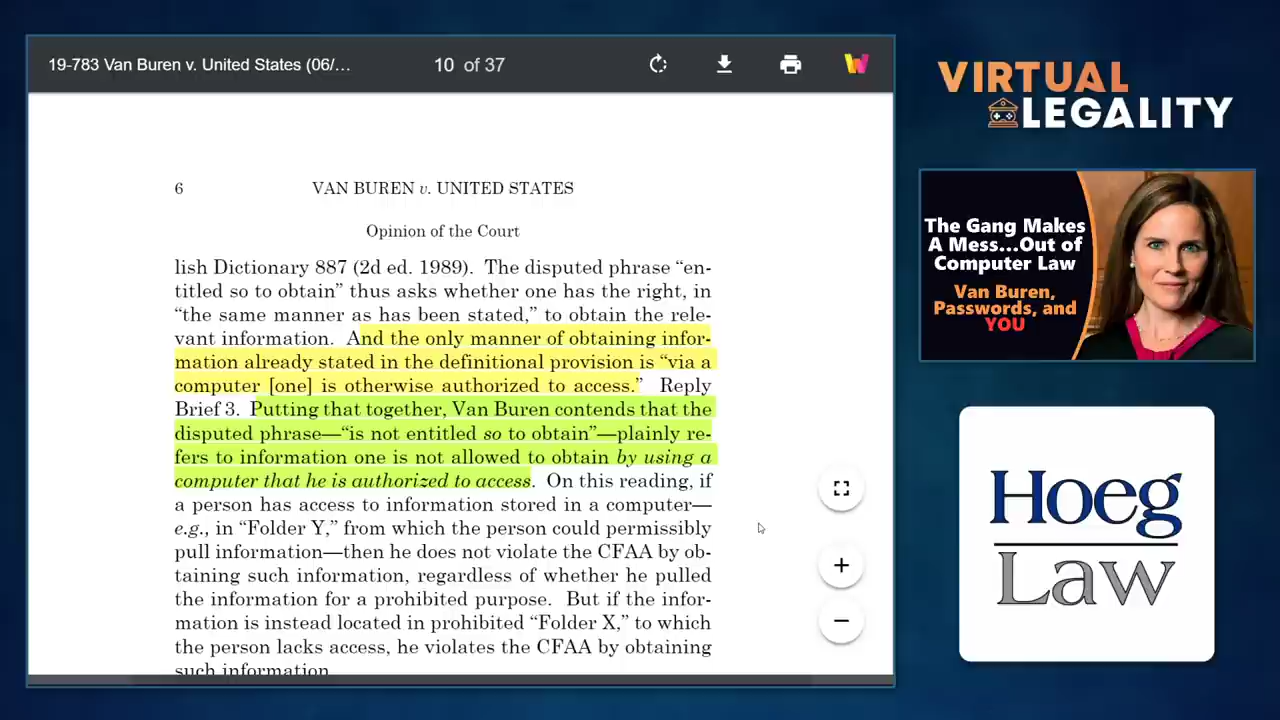 19-783 Van Buren v. United States (06/...
10 of 37
6 VAN BUREN v. UNITED STATES
Opinion of the Court
lish Dictionary 887 (2d ed. 1989). The disputed phrase “en-
titled so to obtain” thus asks whether one has the right, in
“the same manner as has been stated,” to obtain the rele-
vant information. And the only manner of obtaining infor-
mation already stated in the definitional provision is “via a
computer [one] is otherwise authorized to access.” Reply
Brief 3. Putting that together, Van Buren contends that the
disputed phrase—“is not entitled so to obtain”—plainly re-
fers to information one is not allowed to obtain by using a
computer that he is authorized to access. On this reading, if
a person has access to information stored in a computer—
e.g., in “Folder Y,” from which the person could permissibly
pull information—then he does not violate the CFAA by ob-
taining such information, regardless of whether he pulled
the information for a prohibited purpose. But if the infor-
mation is instead located in prohibited “Folder X,” to which
the person lacks access, he violates the CFAA by obtaining
such information.
VIRTUAL
LEGALITY
The Gang Makes
A Mess...Out of
Computer Law
Van Buren,
Passwords, and
YOU
Hoeg
Law